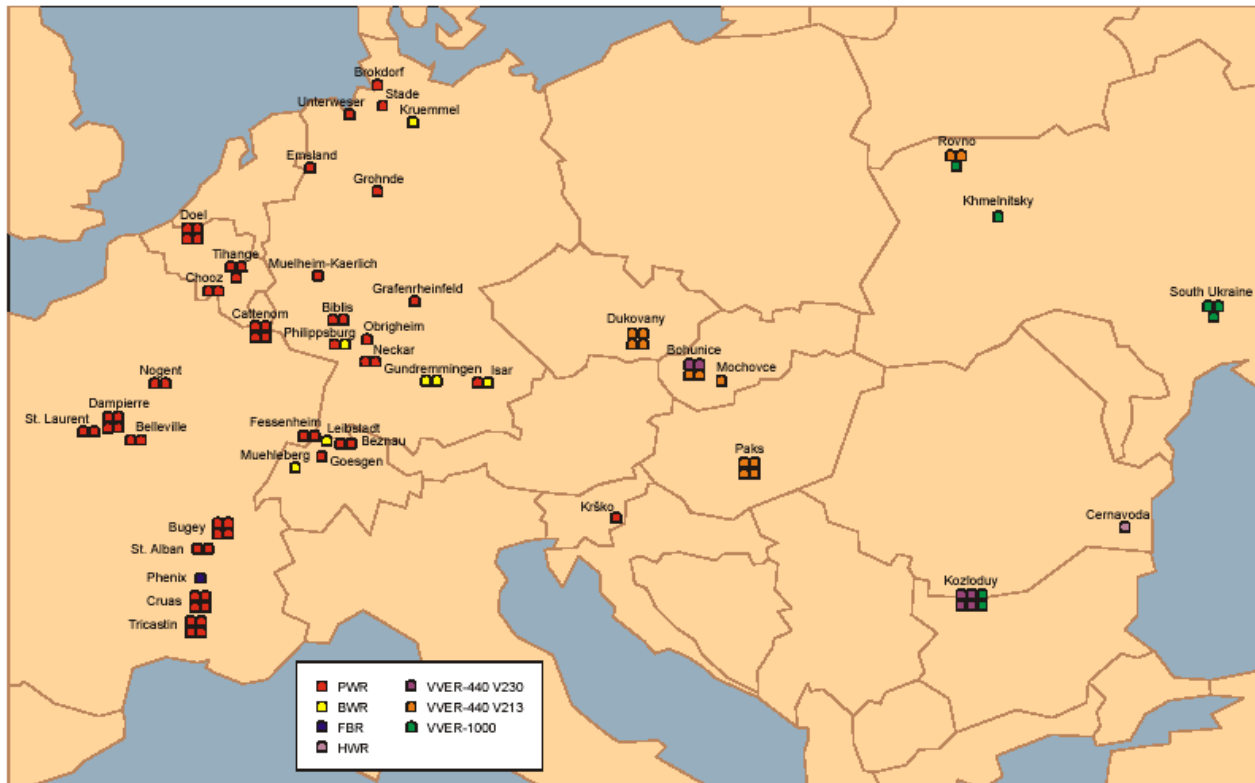 Brokdorf
Stade
Unterweser
Kruemmel
Rovno
Emsland
Grohnde
Khmelnitsky
Doel
Tihange
Muelheim-Kaerlich
Chooz
Grafenrheinfeld
South Ukraine
Cattenom
Biblis
Dukovany
Philippsburg
Obrigheim
Bohunice
Neckar
Mochovce
Gundremmingen
Isar
Nogent
Dampierre
St. Laurent
Belleville
Fessenheim
Leibstadt
Beznau
Muehleberg
Goesgen
Paks
Krško
Cernavoda
Bugey
St. Alban
Phenix
Kozloduy
Cruas
Tricastin
PWR
BWR
FBR
HWR
VVER-440 V230
VVER-440 V213
VVER-1000